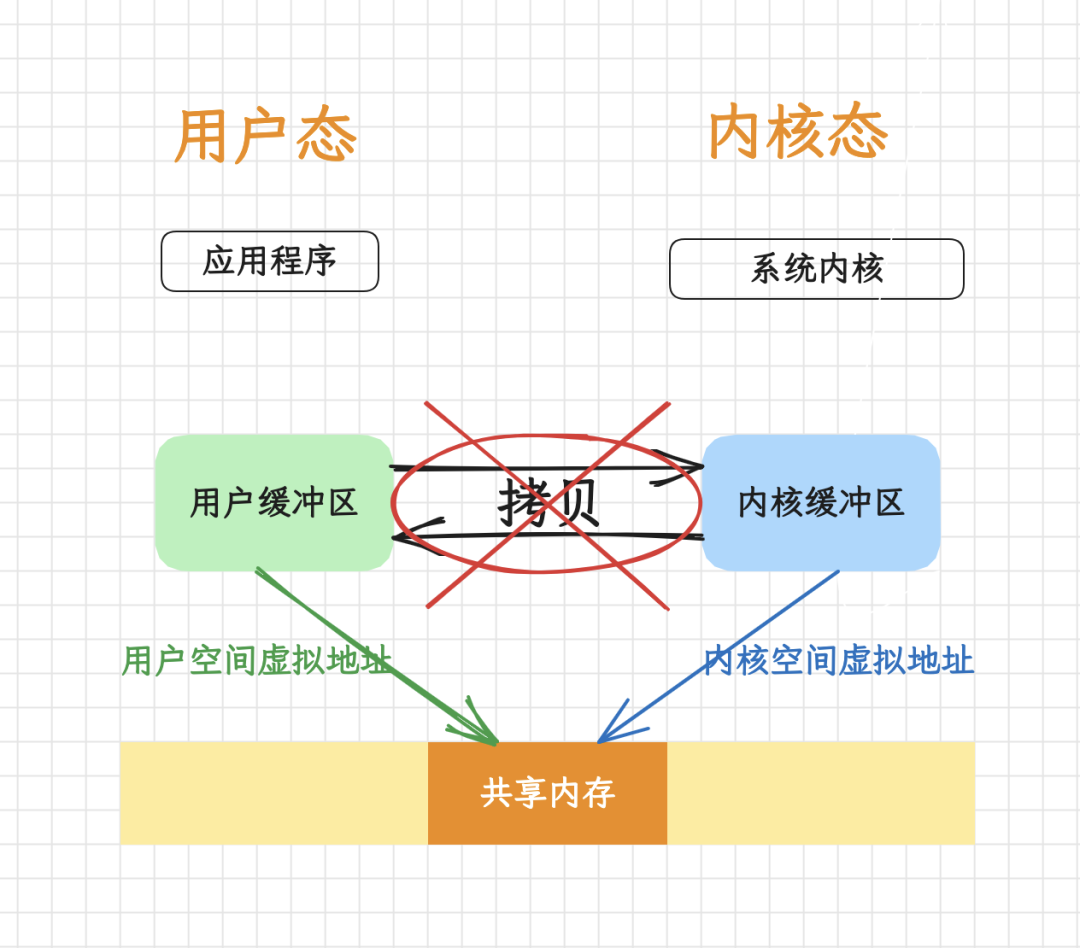 用户态
内核态
应用程序
系统内核
用户缓冲区
拷贝
内核缓冲区
用户空间虚拟地址
内核空间虚拟地址
共享内存